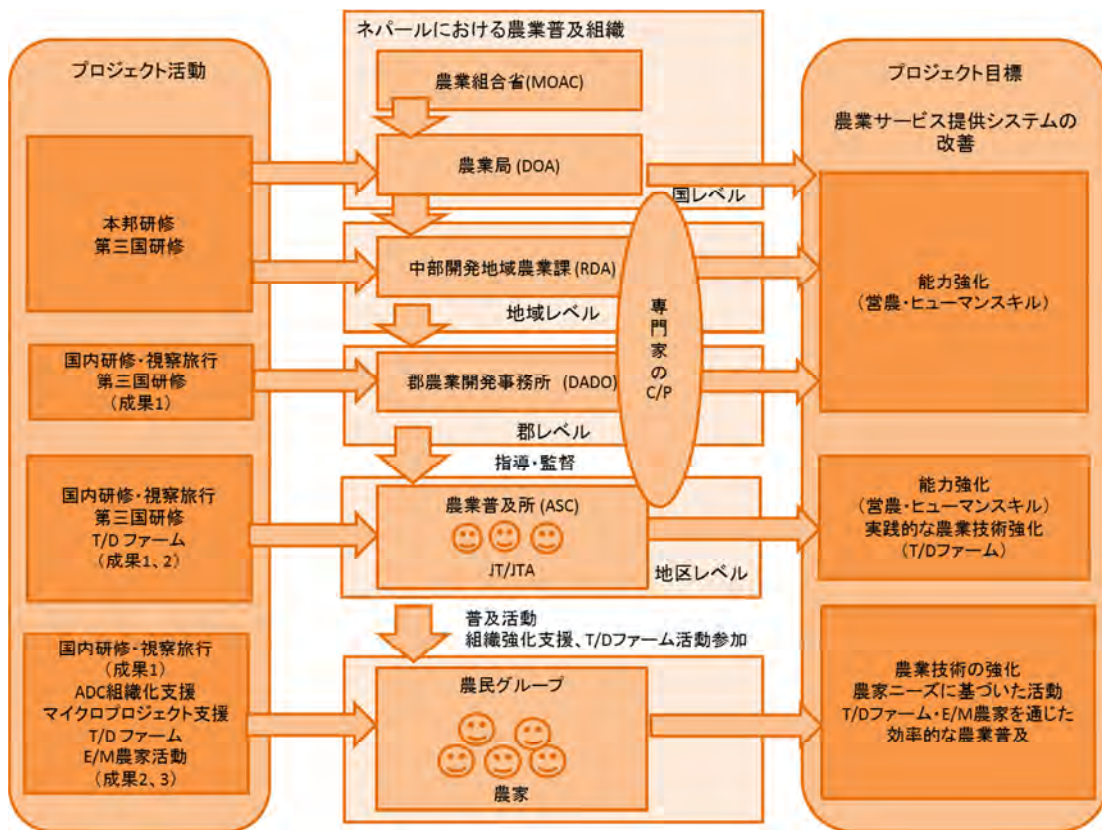 プロジェクト活動
本邦研修
第三国研修
国内研修・視察旅行
第三国研修
(成果1)
国内研修・視察旅行
第三国研修
T/D ファーム
(成果1、2)
国内研修・視察旅行
(成果1)
ADC組織化支援
マイクロプロジェクト支援
T/D ファーム
E/M農家活動
(成果2、3)
ネパールにおける農業普及組織
農業組合省(MOAC)
農業局 (DOA)
国レベル
中部開発地域農業課 (RDA)
地域レベル
郡農業開発事務所 (DADO)
郡レベル
指導・監督
農業普及所 (ASC)
JT/JTA
地区レベル
普及活動
組織強化支援、T/Dファーム活動参加
農民グループ
農家
専
門
家
の
C/P
プロジェクト目標
農業サービス提供システムの
改善
能力強化
(営農・ヒューマンスキル)
能力強化
(営農・ヒューマンスキル)
実践的な農業技術強化
(T/Dファーム)
農業技術の強化
農家ニーズに基づいた活動
T/Dファーム・E/M農家を通じた
効率的な農業普及